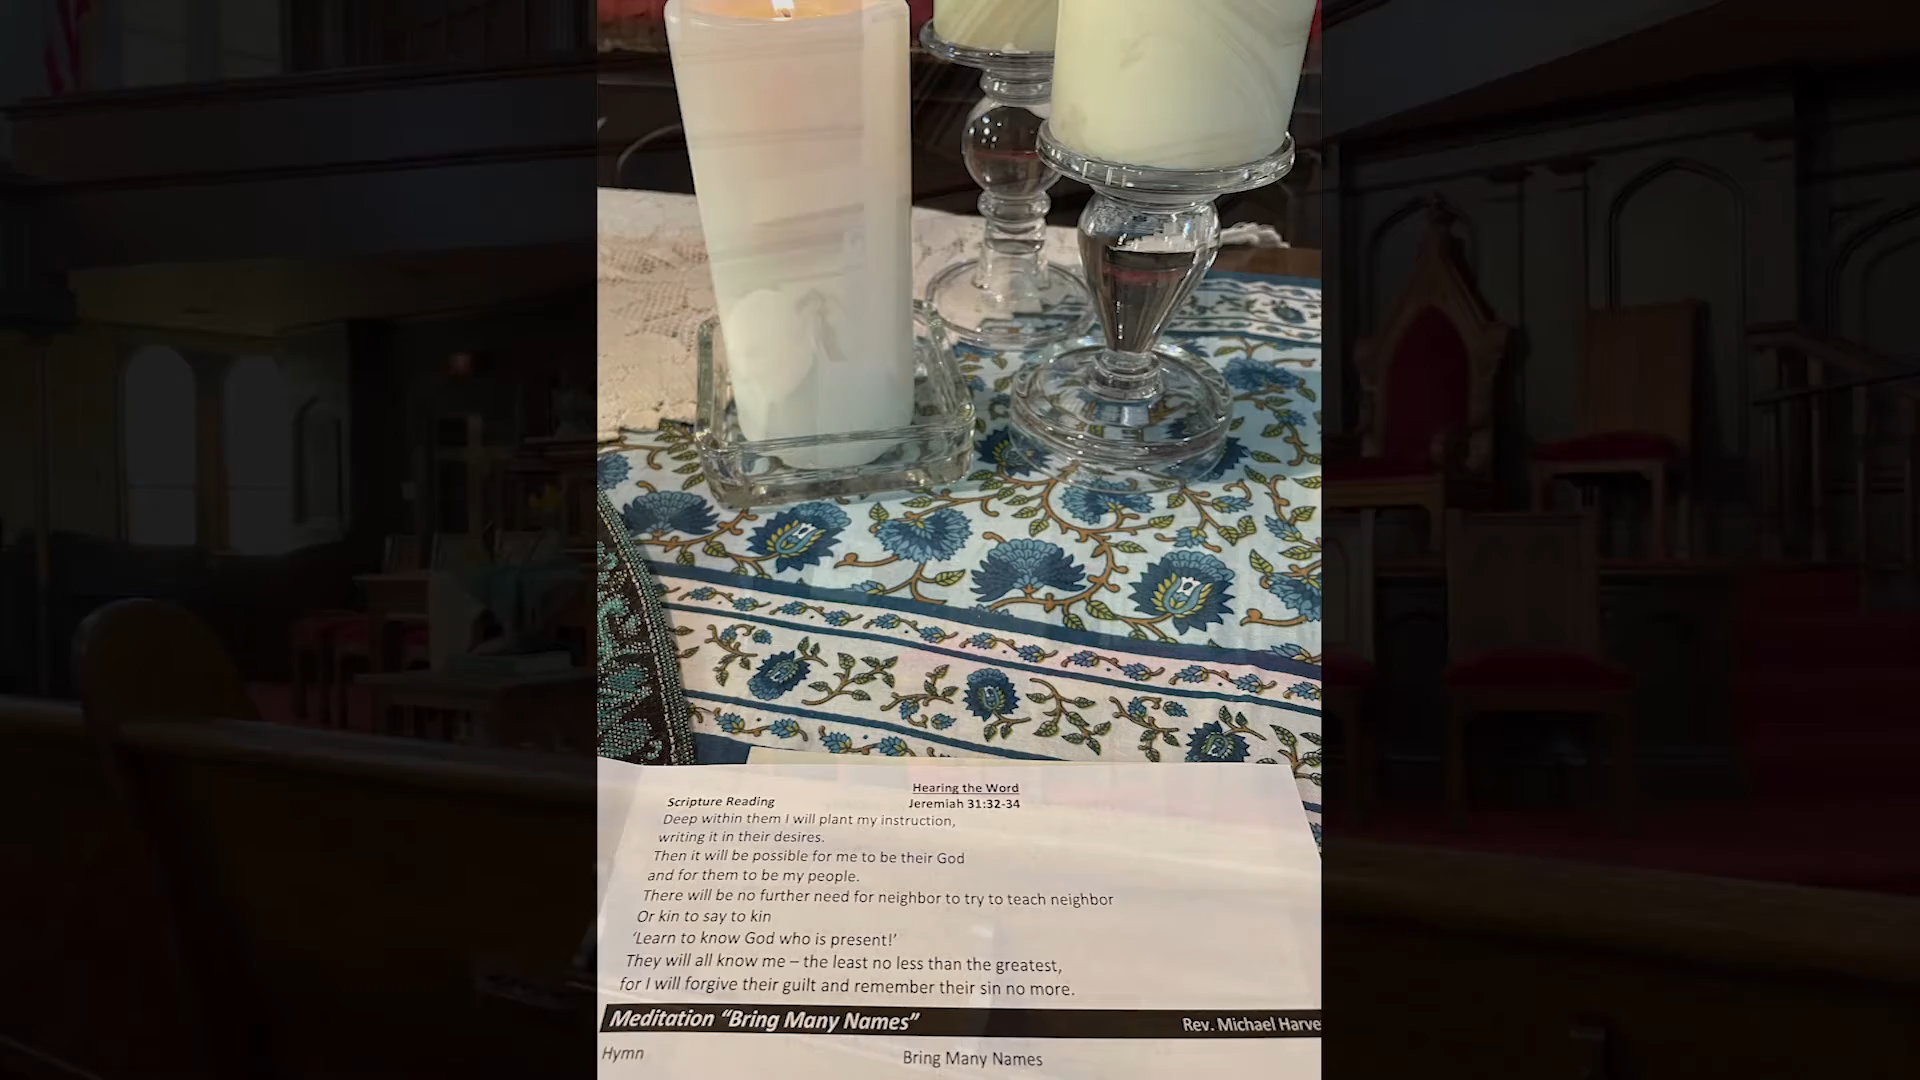 Hearing the Word
Scripture Reading Jeremiah 31:32-34
Deep within them I will plant my instruction,
writing it in their desires.
Then it will be possible for me to be their God
and for them to be my people.
There will be no further need for neighbor to try to teach neighbor
Or kin to say to kin
‘Learn to know God who is present!’
They will all know me – the least no less than the greatest,
for I will forgive their guilt and remember their sin no more.
Meditation “Bring Many Names” Rev. Michael Harve
Hymn Bring Many Names